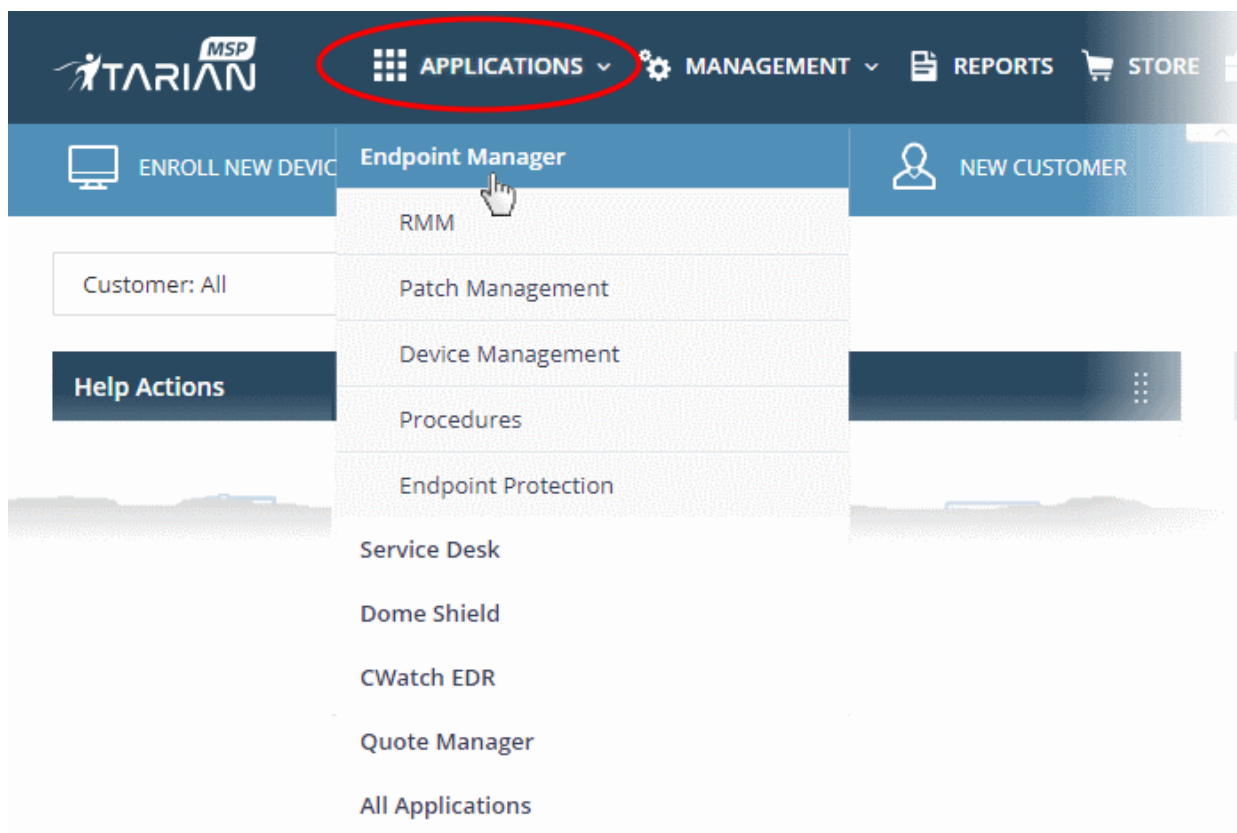 MSP
ITARIAN
APPLICATIONS
MANAGEMENT
REPORTS
STORE
ENROLL NEW DEVIC
NEW CUSTOMER
Endpoint Manager
RMM
Customer: All
Patch Management
Device Management
Help Actions
Procedures
Endpoint Protection
Service Desk
Dome Shield
CWatch EDR
Quote Manager
All Applications